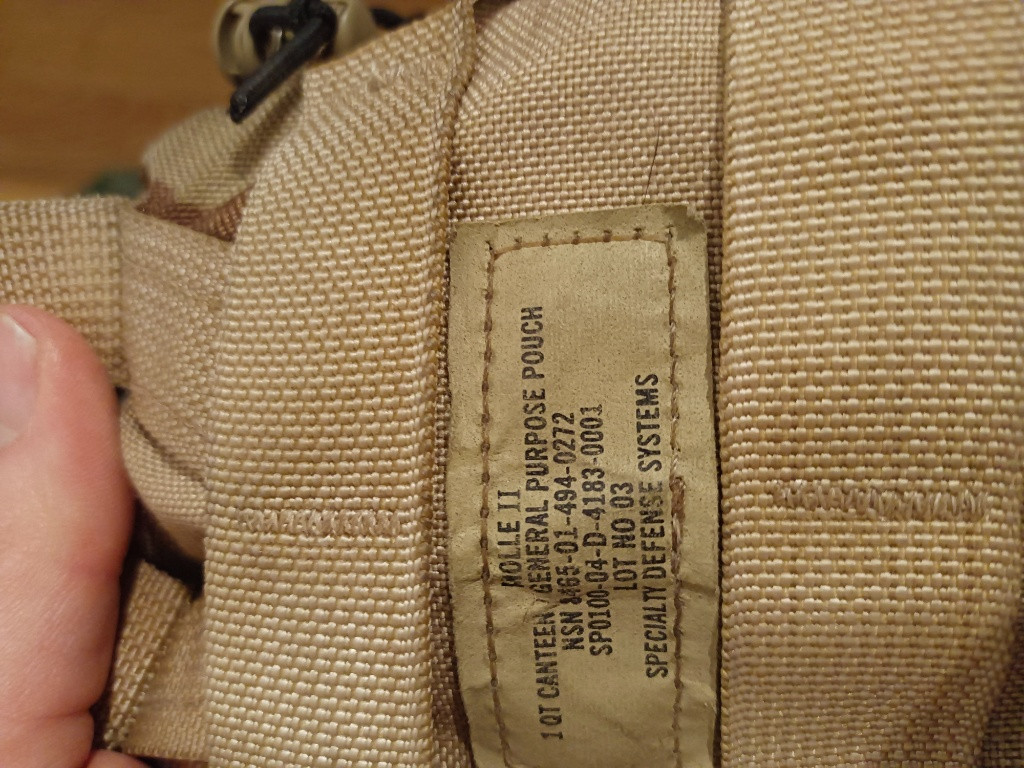 MOLLE II
1 QT CANTEEN/GENERAL PURPOSE POUCH
NSN 8465-01-494-0272
SP0100-04-D-4183-0001
LOT NO 03
SPECIALTY DEFENSE SYSTEMS